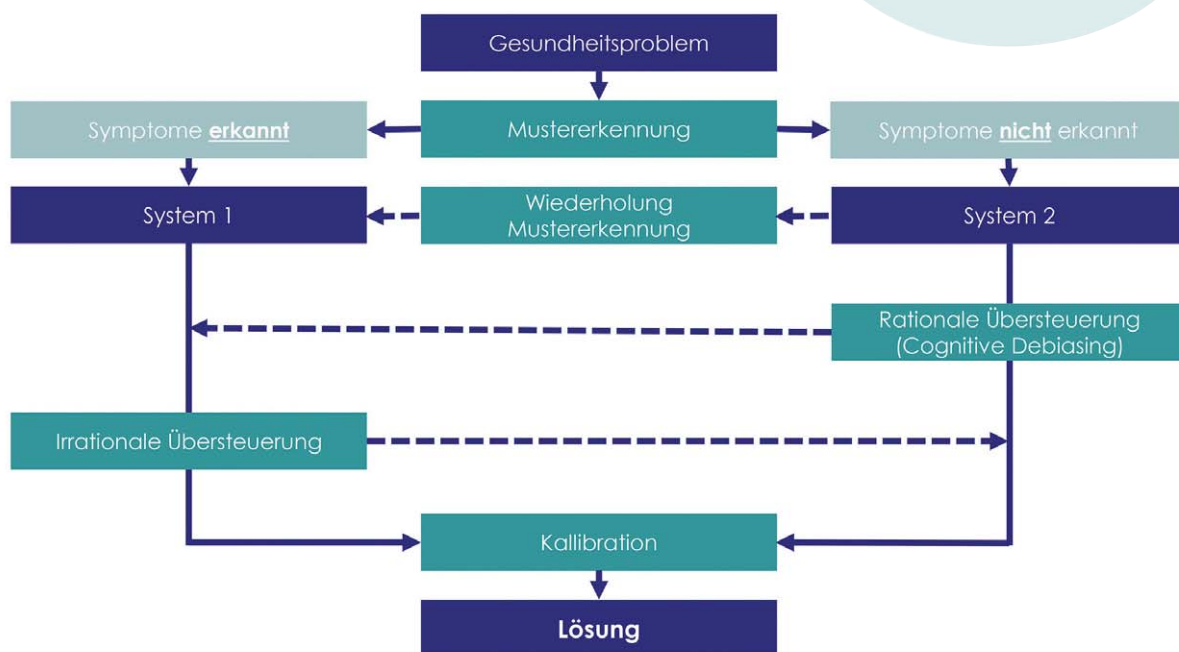 Gesundheitsproblem
Symptome erkannt
Mustererkennung
Symptome nicht erkannt
System 1
Wiederholung
Mustererkennung
System 2
Rationale Übersteuerung
(Cognitive Debiasing)
Irrationale Übersteuerung
Kallibration
Lösung